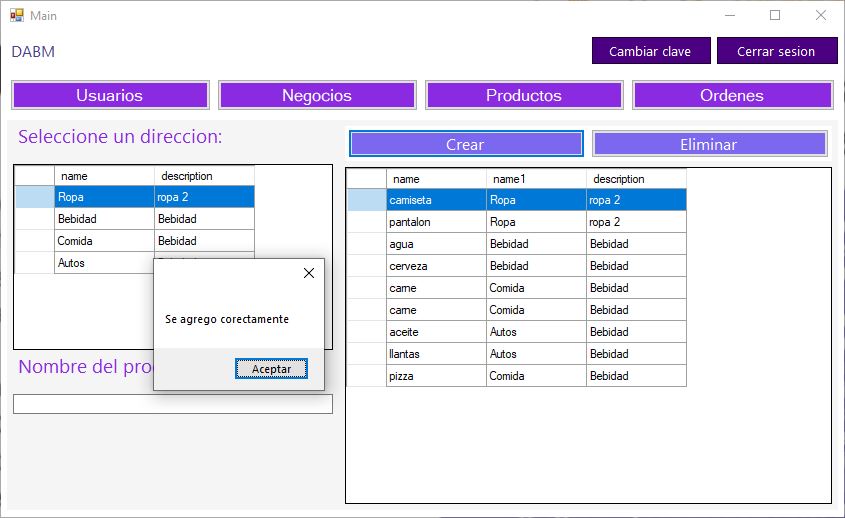 Main
DABM
Cambiar clave
Cerrar sesion
Usuarios
Negocios
Productos
Ordenes
Seleccione un direccion:
Crear
Eliminar
name description
Ropa ropa 2
Bebidad Bebidad
Comida Bebidad
Autos
Se agrego corectamente
Aceptar
Nombre del
name name1 description
camiseta Ropa ropa 2
pantalon Ropa ropa 2
agua Bebidad Bebidad
cerveza Bebidad Bebidad
carne Comida Bebidad
carne Comida Bebidad
aceite Autos Bebidad
llantas Autos Bebidad
pizza Comida Bebidad